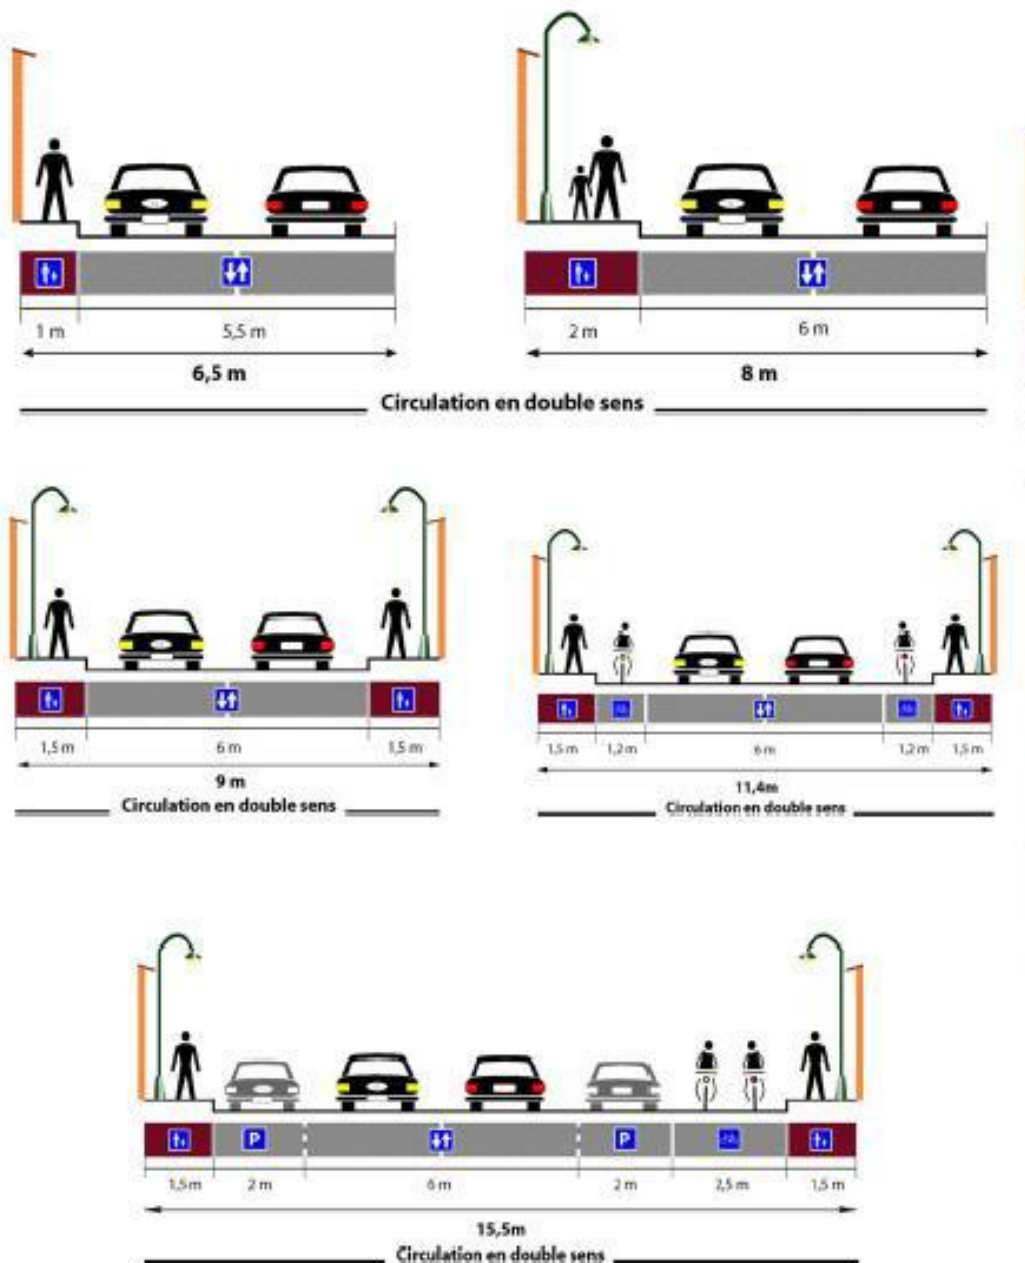 1 m 5,5 m
6,5 m
2 m 6 m
8 m
Circulation en double sens
1,5 m 6 m 1,5 m
9 m
Circulation en double sens
1,5 m 1,2 m 6 m 1,2 m 1,5 m
11,4m
Circulation en double sens
P P
1,5 m 2 m 6 m 2 m 2,5 m 1,5 m
15,5m
Circulation en double sens